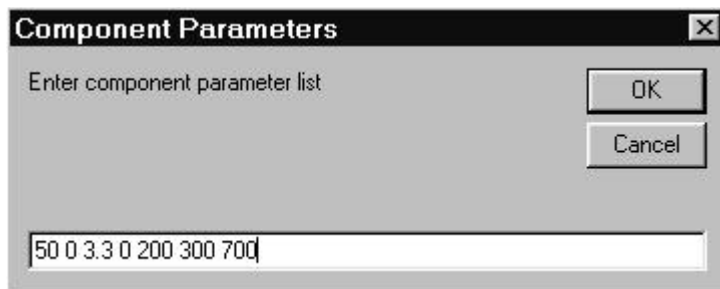 Component Parameters
Enter component parameter list
OK
Cancel
50 0 3.3 0 200 300 700